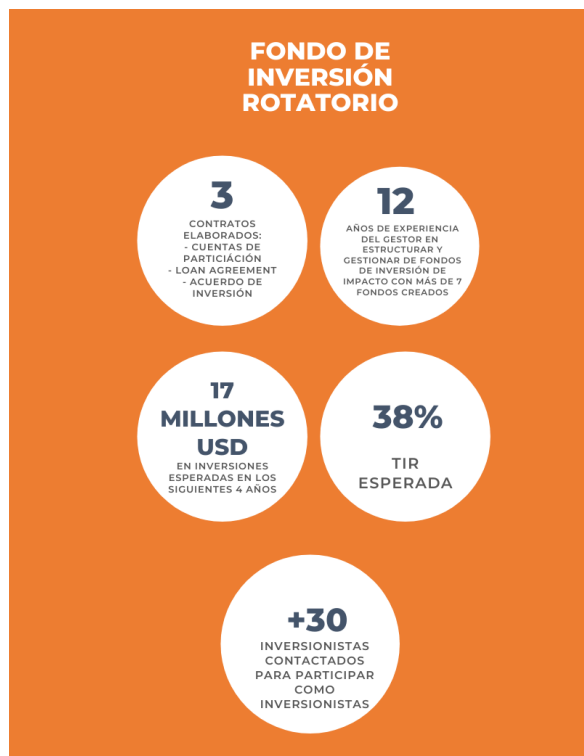 FONDO DE
INVERSIÓN
ROTATORIO
3
CONTRATOS
ELABORADOS:
- CUENTAS DE
PARTICIÁCIÓN
- LOAN AGREEMENT
- ACUERDO DE
INVERSIÓN
12
AÑOS DE EXPERIENCIA
DEL GESTOR EN
ESTRUCTURAR Y
GESTIONAR DE FONDOS
DE INVERSIÓN DE
IMPACTO CON MÁS DE 7
FONDOS CREADOS
17
MILLONES
USD
EN INVERSIONES
ESPERADAS EN LOS
SIGUIENTES 4 AÑOS
38%
TIR
ESPERADA
+30
INVERSIONISTAS
CONTACTADOS
PARA PARTICIPAR
COMO
INVERSIONISTAS